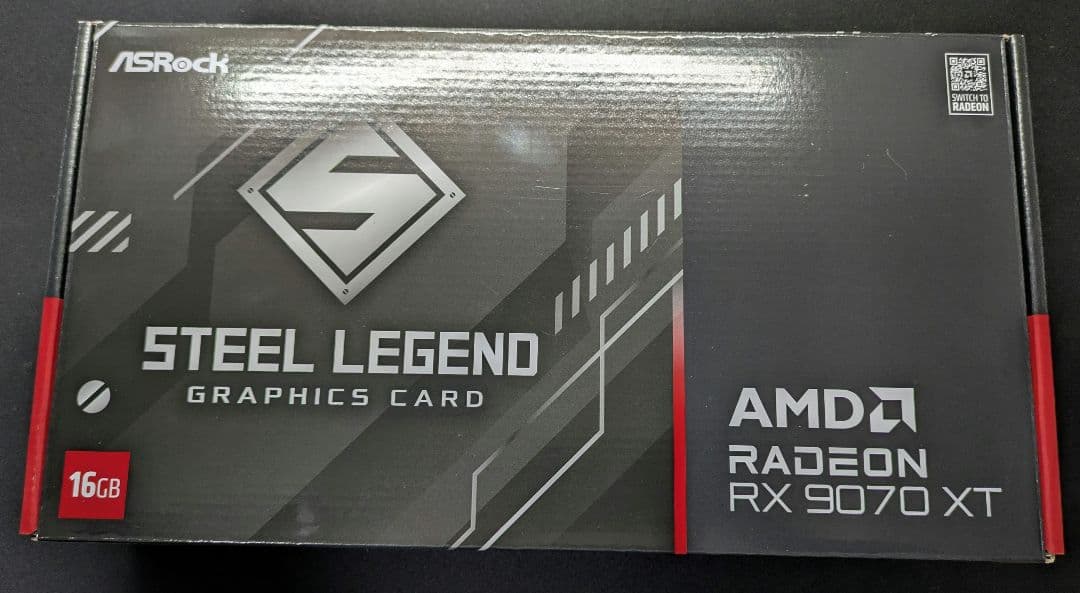 ASRock
SWITCH TO
RADEON
S
STEEL LEGEND
GRAPHICS CARD
16GB
AMD
RADEON
RX 9070 XT